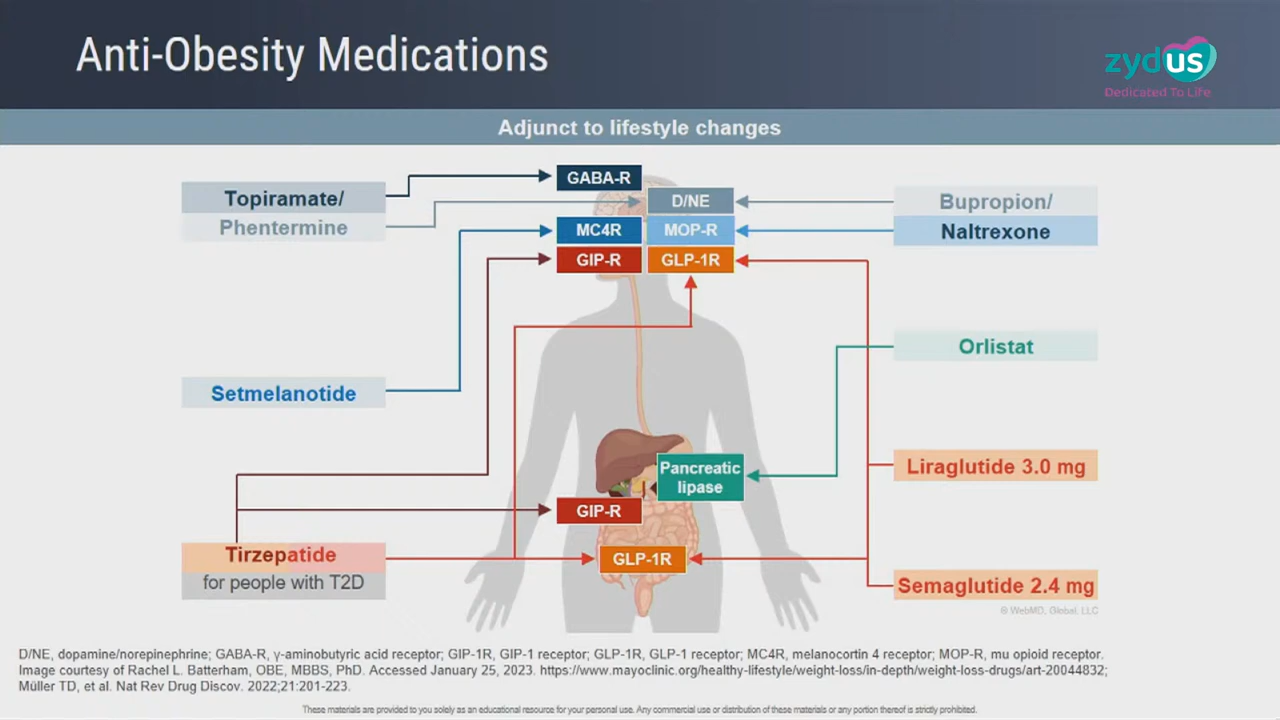 Anti-Obesity Medications
zydus
Dedicated To Life
Adjunct to lifestyle changes
Topiramate/
Phentermine
GABA-R
D/NE
MC4R
MOP-R
GIP-R
GLP-1R
Bupropion/
Naltrexone
Orlistat
Setmelanotide
Pancreatic
lipase
Liraglutide 3.0 mg
GIP-R
Tirzepatide
for people with T2D
GLP-1R
Semaglutide 2.4 mg
© WebMD, Global, LLC
D/NE, dopamine/norepinephrine; GABA-R, γ-aminobutyric acid receptor; GIP-1R, GIP-1 receptor; GLP-1R, GLP-1 receptor; MC4R, melanocortin 4 receptor; MOP-R, mu opioid receptor.
Image courtesy of Rachel L. Batterham, OBE, MBBS, PhD. Accessed January 25, 2023. https://www.mayoclinic.org/healthy-lifestyle/weight-loss/in-depth/weight-loss-drugs/art-20044832;
Müller TD, et al. Nat Rev Drug Discov. 2022;21:201-223.
These materials are provided to you solely as an educational resource for your personal use. Any commercial use or distribution of these materials or any portion thereof is strictly prohibited.